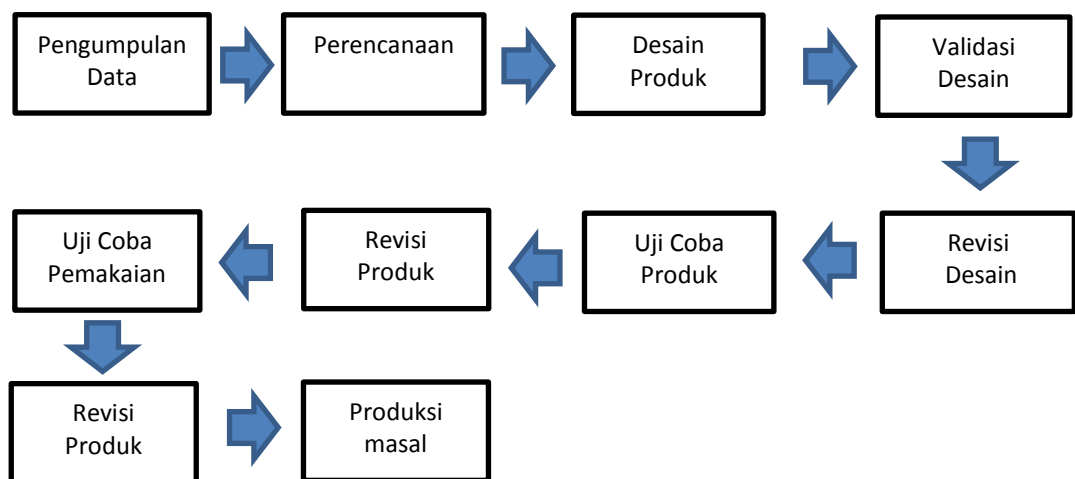 Pengumpulan
Data
Perencanaan
Desain
Produk
Validasi
Desain
Revisi
Desain
Uji Coba
Produk
Revisi
Produk
Uji Coba
Pemakaian
Revisi
Produk
Produksi
masal